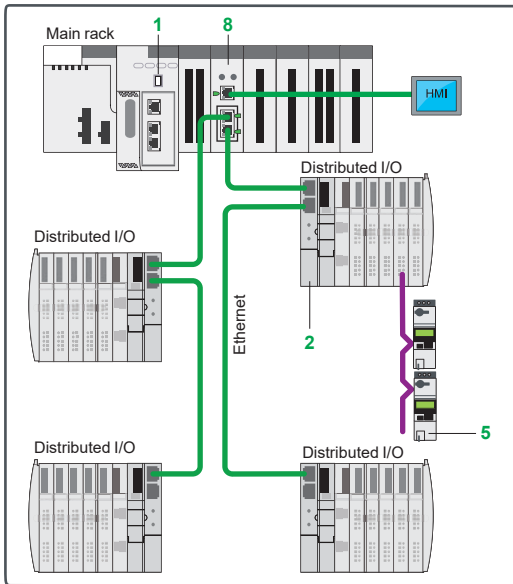 1
8
Main rack
HMI
Distributed I/O
Distributed I/O
Ethernet
2
5
Distributed I/O
Distributed I/O